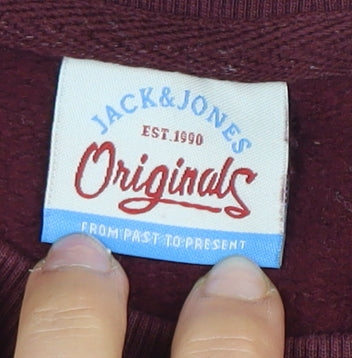 JACK&JONES
EST.1990
Originals
FROM PAST TO PRESENT